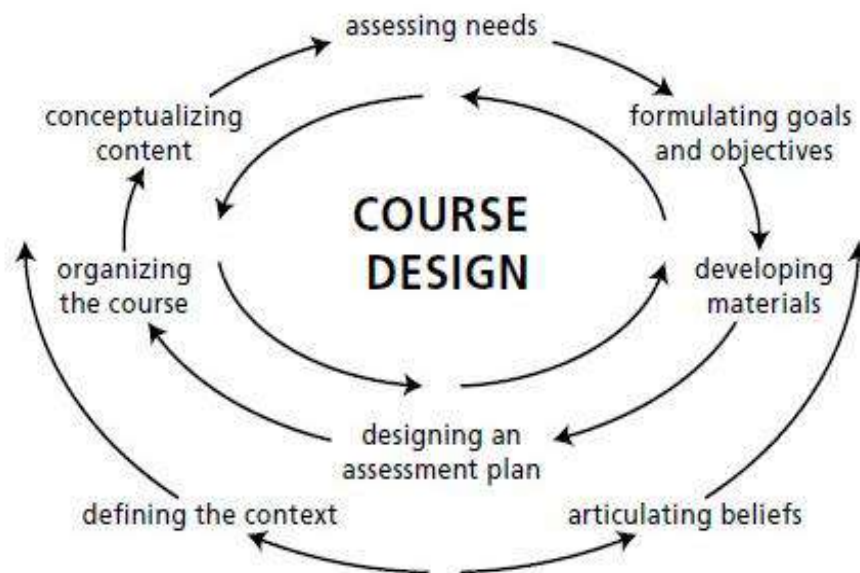 assessing needs
conceptualizing
content
formulating goals
and objectives
COURSE
DESIGN
organizing
the course
developing
materials
designing an
assessment plan
defining the context
articulating beliefs